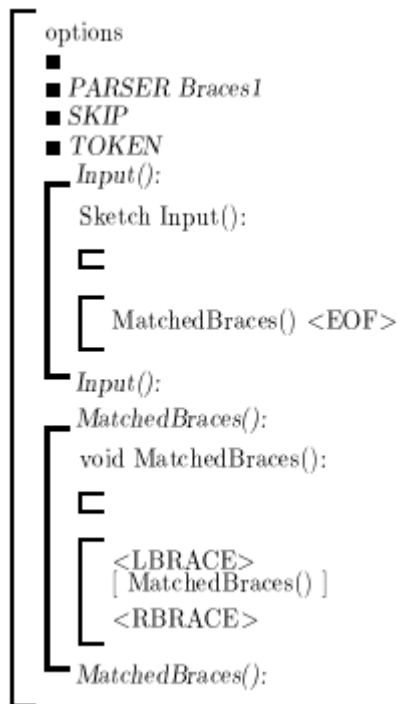 options
PARSER Braces1
SKIP
TOKEN
Input():
Sketch Input():
MatchedBraces() <EOF>
Input():
MatchedBraces():
void MatchedBraces():
<LBRACE>
[ MatchedBraces() ]
<RBRACE>
MatchedBraces():